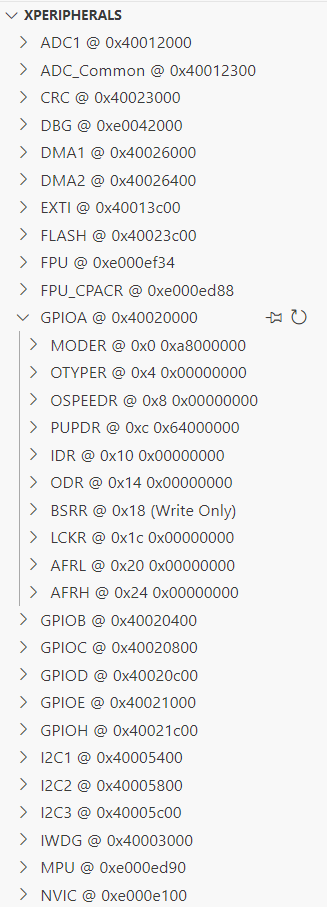 XPERIPHERALS
ADC1 @ 0x40012000
ADC_Common @ 0x40012300
CRC @ 0x40023000
DBG @ 0xe0042000
DMA1 @ 0x40026000
DMA2 @ 0x40026400
EXTI @ 0x40013c00
FLASH @ 0x40023c00
FPU @ 0xe000ef34
FPU_CPACR @ 0xe000ed88
GPIOA @ 0x40020000
MODER @ 0x0 0xa8000000
OTYPER @ 0x4 0x00000000
OSPEEDR @ 0x8 0x00000000
PUPDR @ 0xc 0x64000000
IDR @ 0x10 0x00000000
ODR @ 0x14 0x00000000
BSRR @ 0x18 (Write Only)
LCKR @ 0x1c 0x00000000
AFRL @ 0x20 0x00000000
AFRH @ 0x24 0x00000000
GPIOB @ 0x40020400
GPIOC @ 0x40020800
GPIOD @ 0x40020c00
GPIOE @ 0x40021000
GPIOH @ 0x40021c00
I2C1 @ 0x40005400
I2C2 @ 0x40005800
I2C3 @ 0x40005c00
IWDG @ 0x40003000
MPU @ 0xe000ed90
NVIC @ 0xe000e100